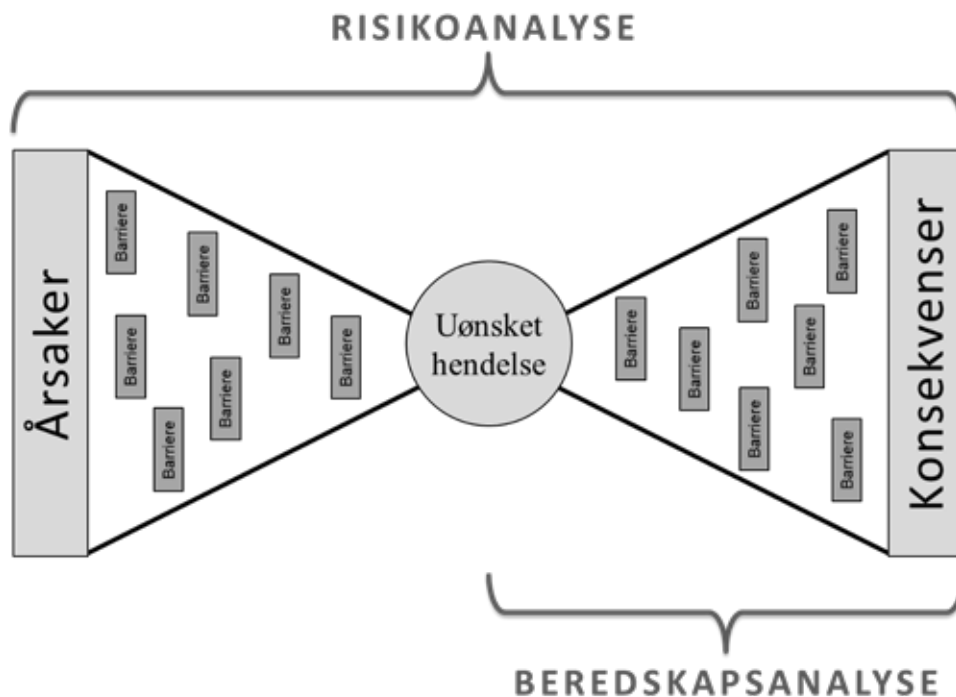 RISIKOANALYSE
Årsaker
Barriere
Barriere
Barriere
Barriere
Barriere
Barriere
Barriere
Uønsket
hendelse
Barriere
Barriere
Barriere
Barriere
Barriere
Barriere
Barriere
Konsekvenser
BEREDSKAPSANALYSE